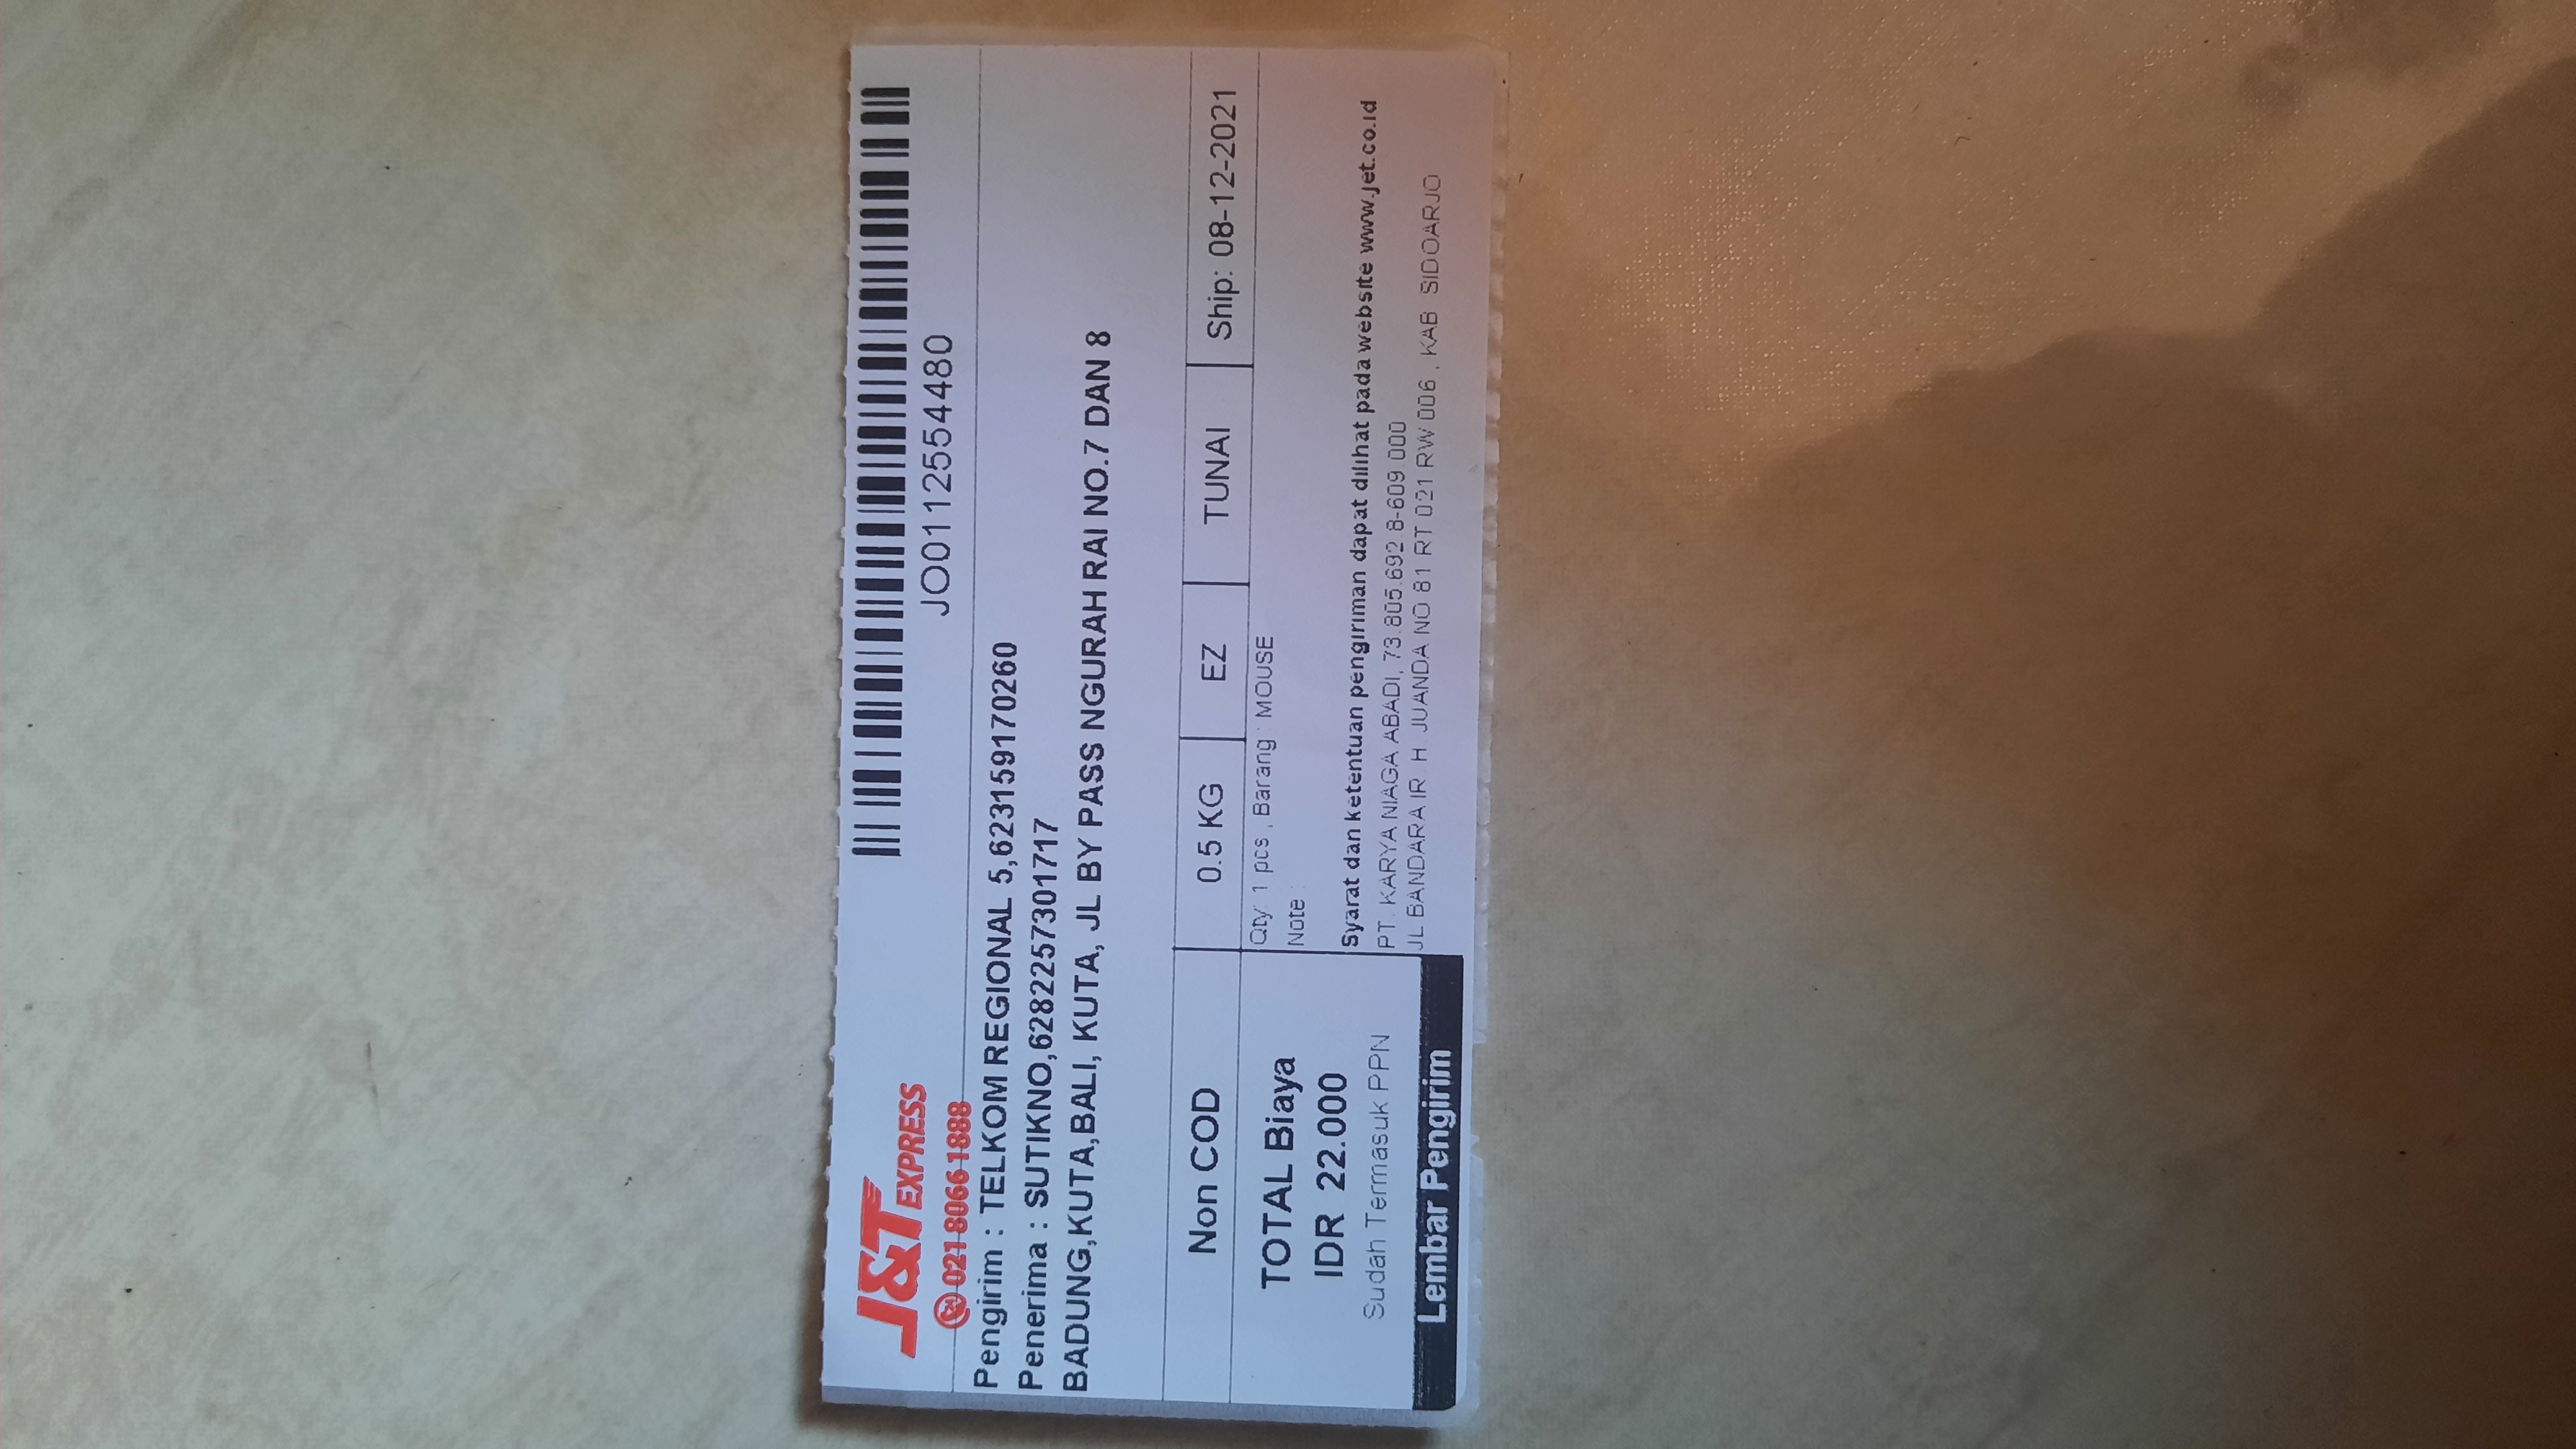 J&T EXPRESS
021 8066 1888
JO0112554480
Pengirim : TELKOM REGIONAL 5,623159170260
Penerima : SUTIKNO,6282257301717
BADUNG,KUTA,BALI, KUTA, JL BY PASS NGURAH RAI NO.7 DAN 8
Non COD 0.5 KG EZ TUNAI Ship: 08-12-2021
TOTAL Biaya
IDR 22.000
Sudah Termasuk PPN
Lembar Pengirim
Qty: 1 pcs , Barang : MOUSE
Note :
Syarat dan ketentuan pengiriman dapat dilihat pada website www.jet.co.id
PT. KARYA NIAGA ABADI, 73.805.692.8-609.000
JL BANDARA IR. H. JUANDA NO 81 RT 021 RW 006 , KAB. SIDOARJO